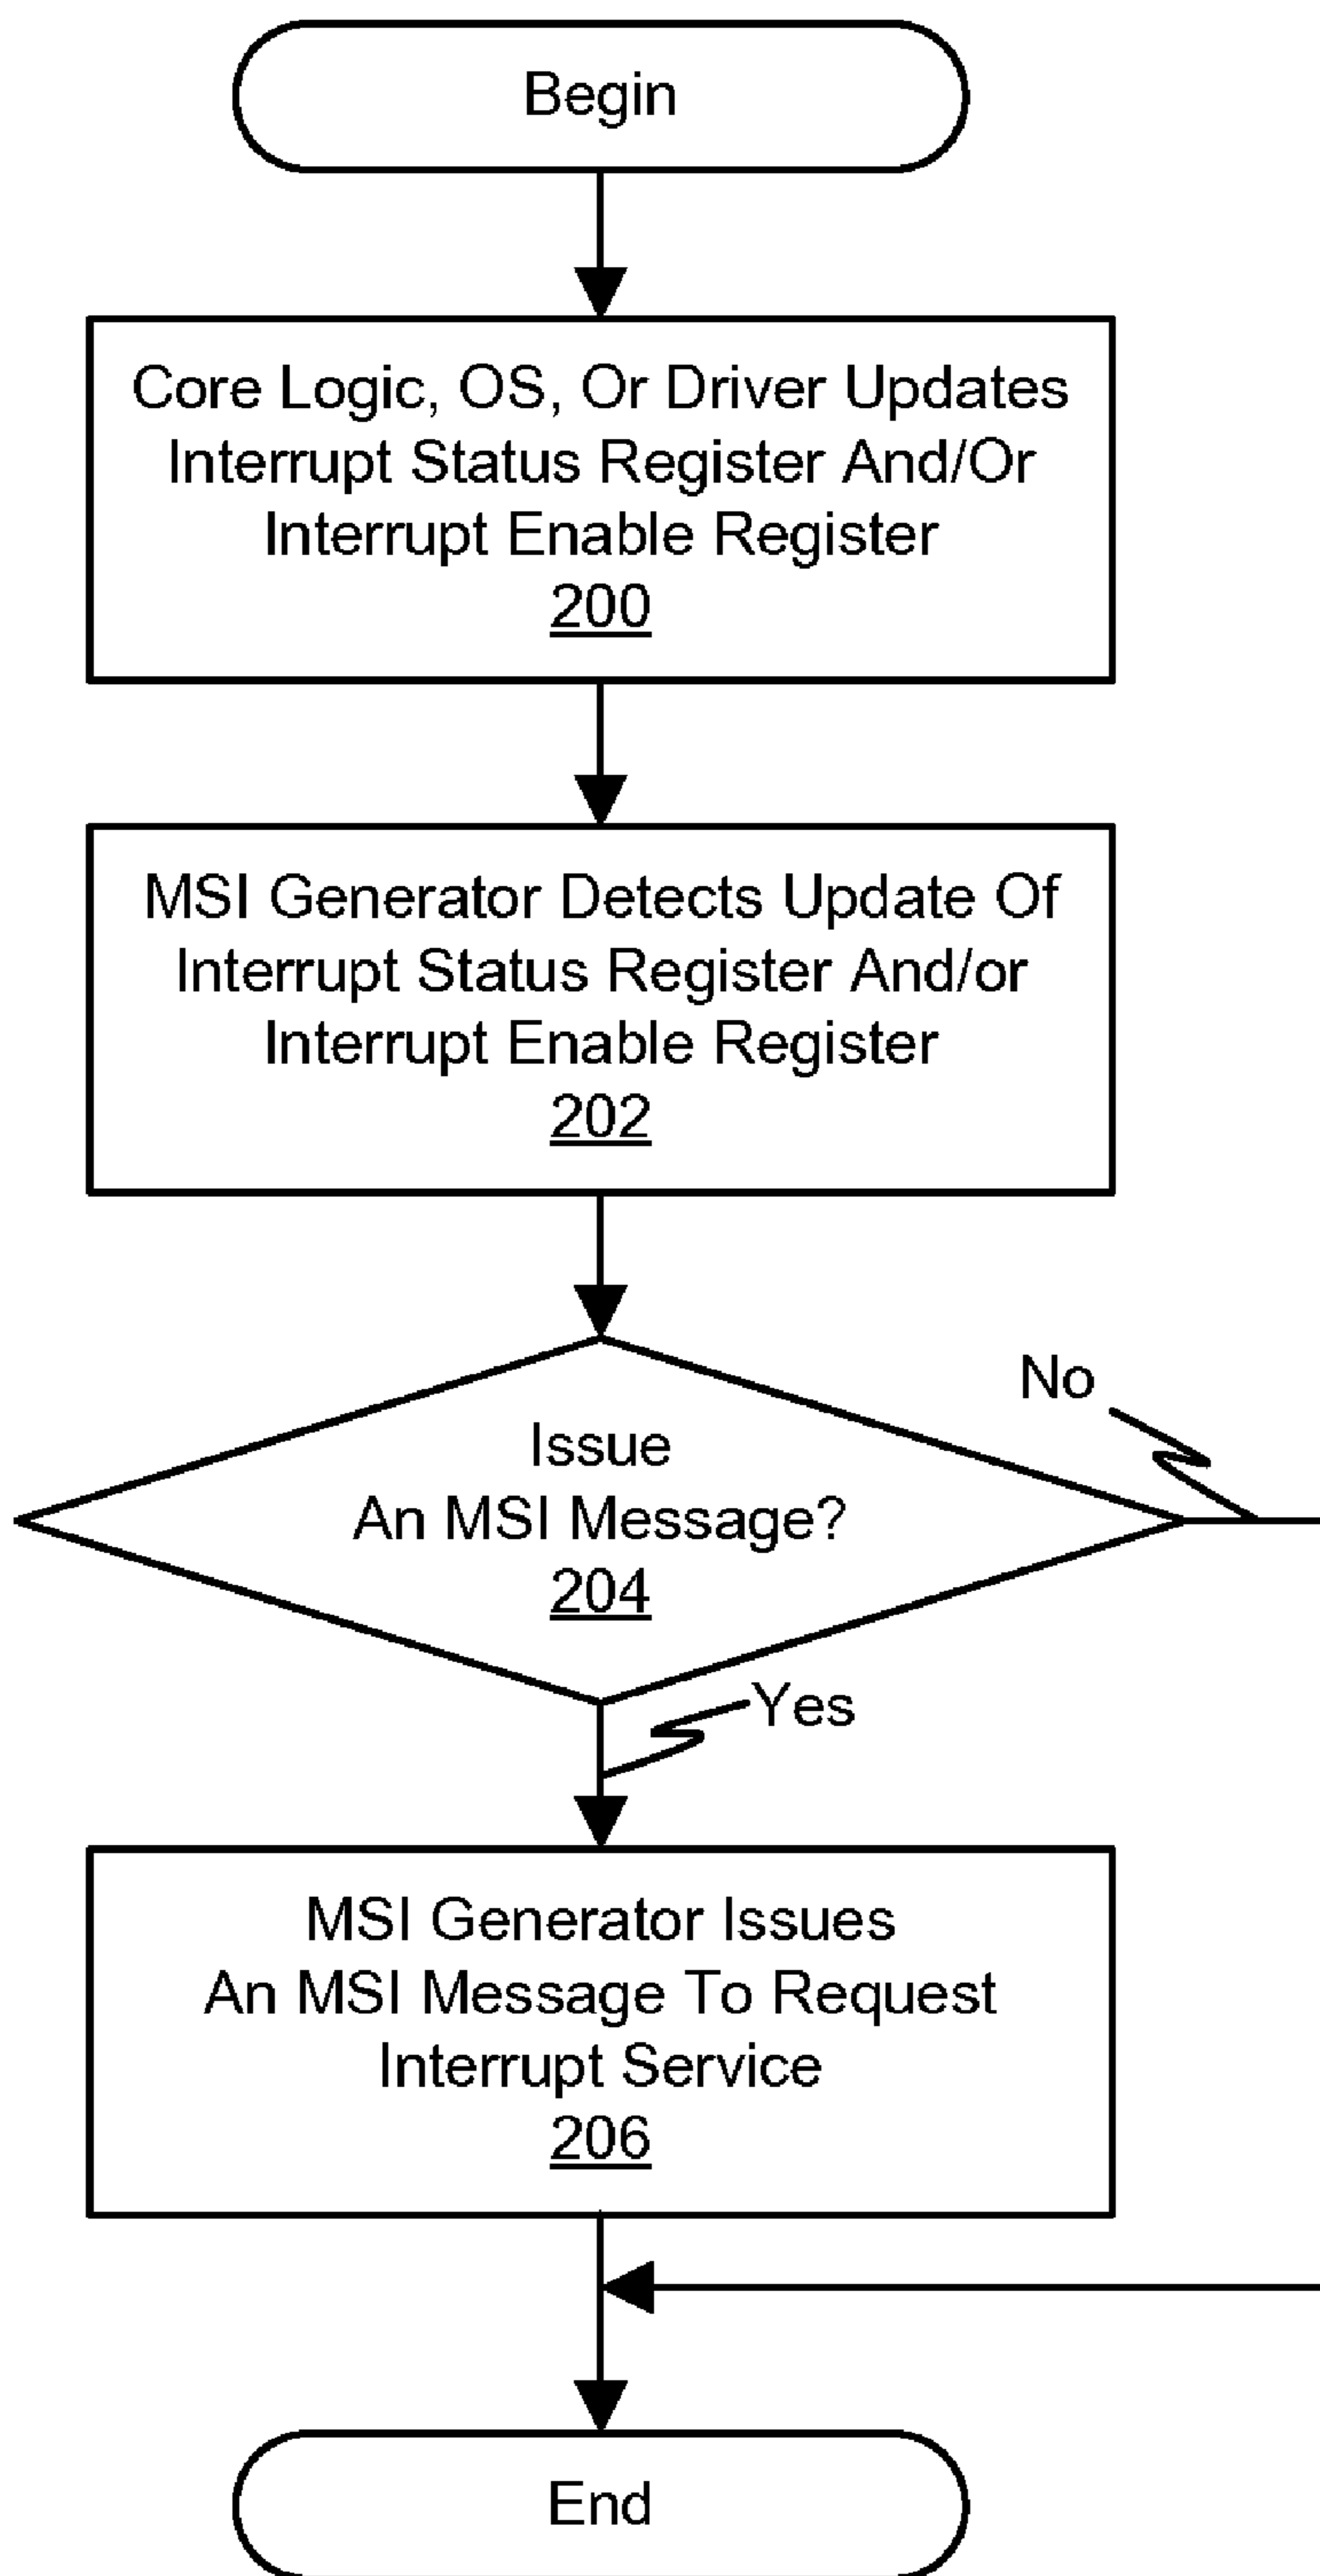 Begin
Core Logic, OS, Or Driver Updates
Interrupt Status Register And/Or
Interrupt Enable Register
200
MSI Generator Detects Update Of
Interrupt Status Register And/or
Interrupt Enable Register
202
Issue
An MSI Message?
204
No
Yes
MSI Generator Issues
An MSI Message To Request
Interrupt Service
206
End